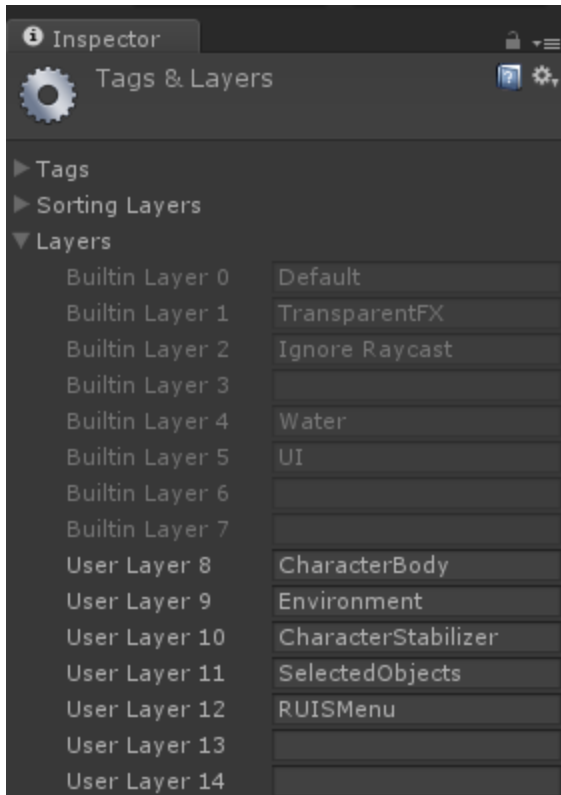 Inspector
Tags & Layers
Tags
Sorting Layers
Layers
Builtin Layer 0 Default
Builtin Layer 1 TransparentFX
Builtin Layer 2 Ignore Raycast
Builtin Layer 3
Builtin Layer 4 Water
Builtin Layer 5 UI
Builtin Layer 6
Builtin Layer 7
User Layer 8 CharacterBody
User Layer 9 Environment
User Layer 10 CharacterStabilizer
User Layer 11 SelectedObjects
User Layer 12 RUISMenu
User Layer 13
User Layer 14